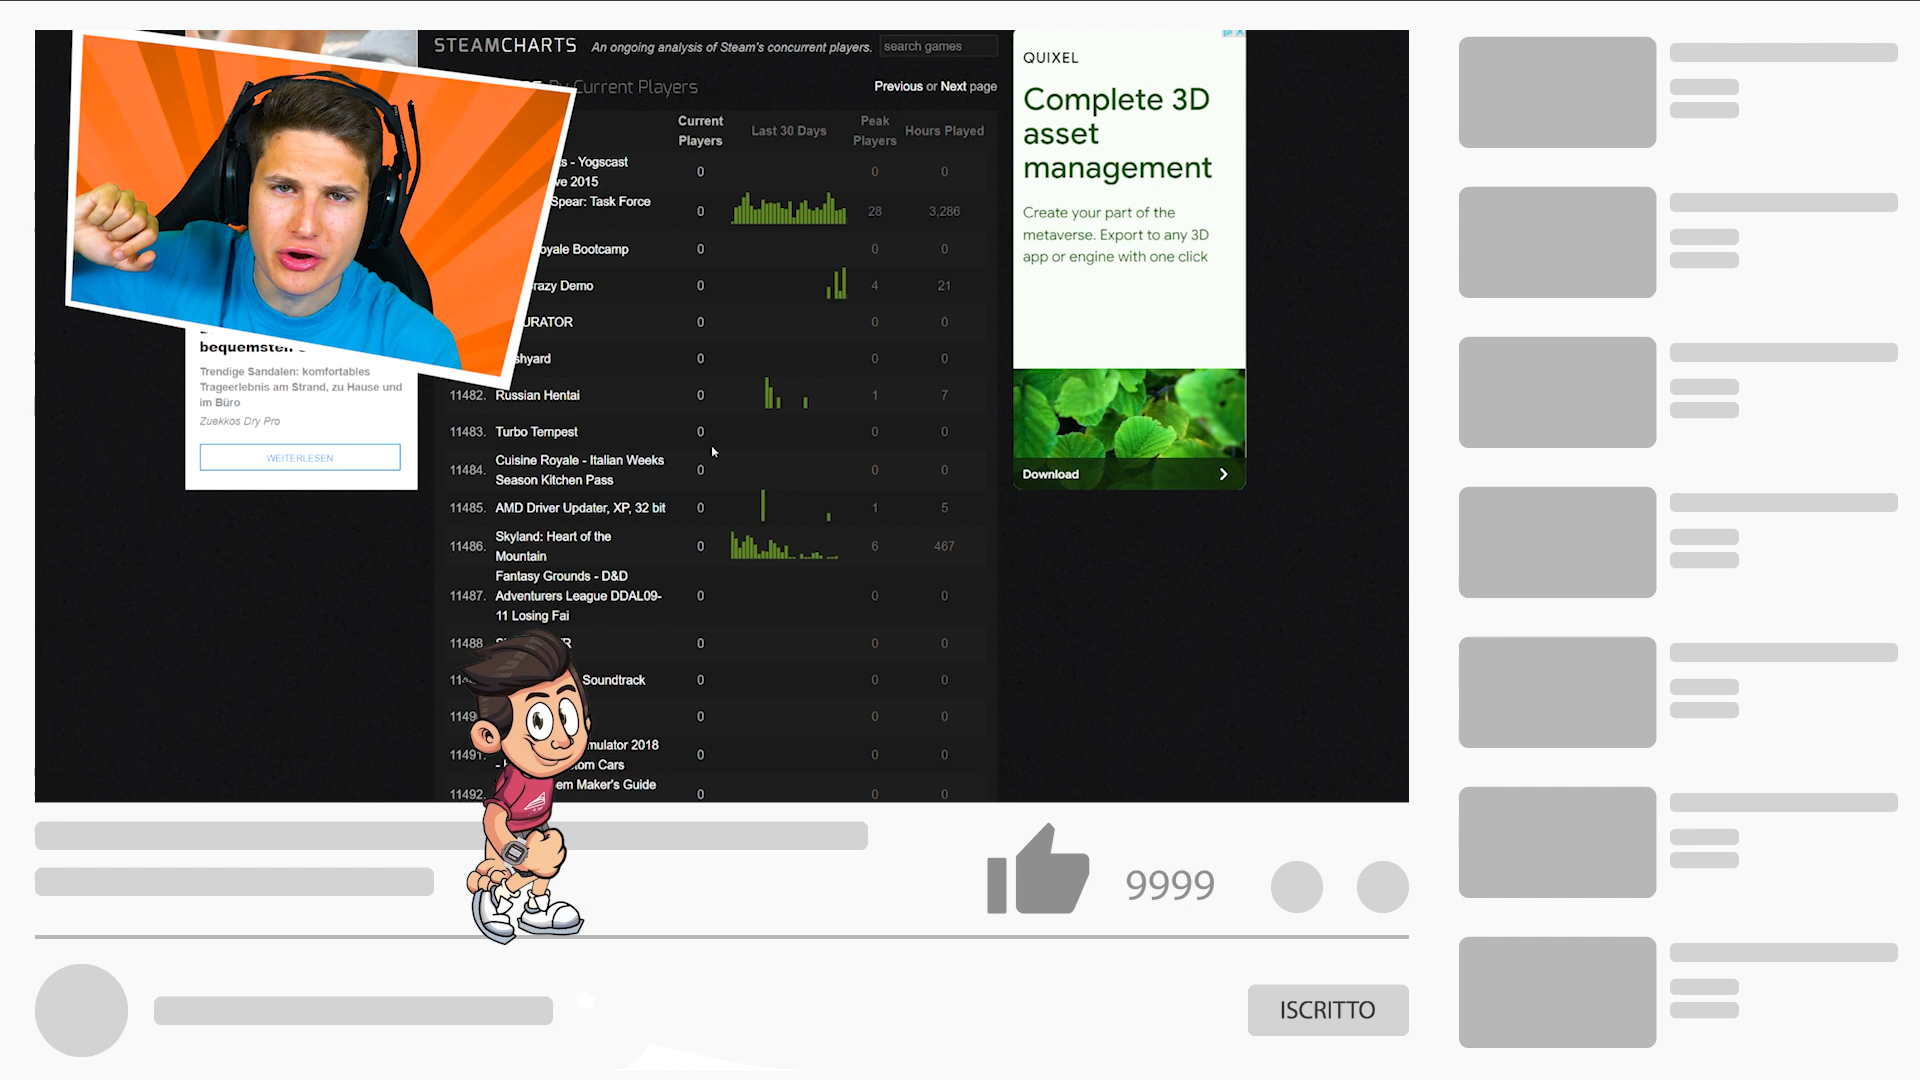 STEAMCHARTS An ongoing analysis of Steam's concurrent players. search games
By Current Players Previous or Next page
Current Players Last 30 Days Peak Players Hours Played
- Yogscast
2015 0 0 0
Spear: Task Force
0 28 3,286
Bootcamp 0 0 0
Demo 0 4 21
0 0 0
0 0 0
11482. Russian Hentai 0 1 7
11483. Turbo Tempest 0 0 0
11484. Cuisine Royale - Italian Weeks
Season Kitchen Pass 0 0 0
11485. AMD Driver Updater, XP, 32 bit 0 1 5
11486. Skyland: Heart of the
Mountain 0 6 467
11487. Fantasy Grounds - D&D
Adventurers League DDAL09-
11 Losing Fai 0 0 0
11488 0 0 0
Soundtrack 0 0 0
0 0 0
11491. 2018
Cars 0 0 0
11492. Maker's Guide
0 0 0
bequemsten
Trendige Sandalen: komfortables
Trageerlebnis am Strand, zu Hause und
im Büro
Zuekkos Dry Pro
WEITERLESEN
QUIXEL
Complete 3D
asset
management
Create your part of the
metaverse. Export to any 3D
app or engine with one click
Download
9999
ISCRITTO